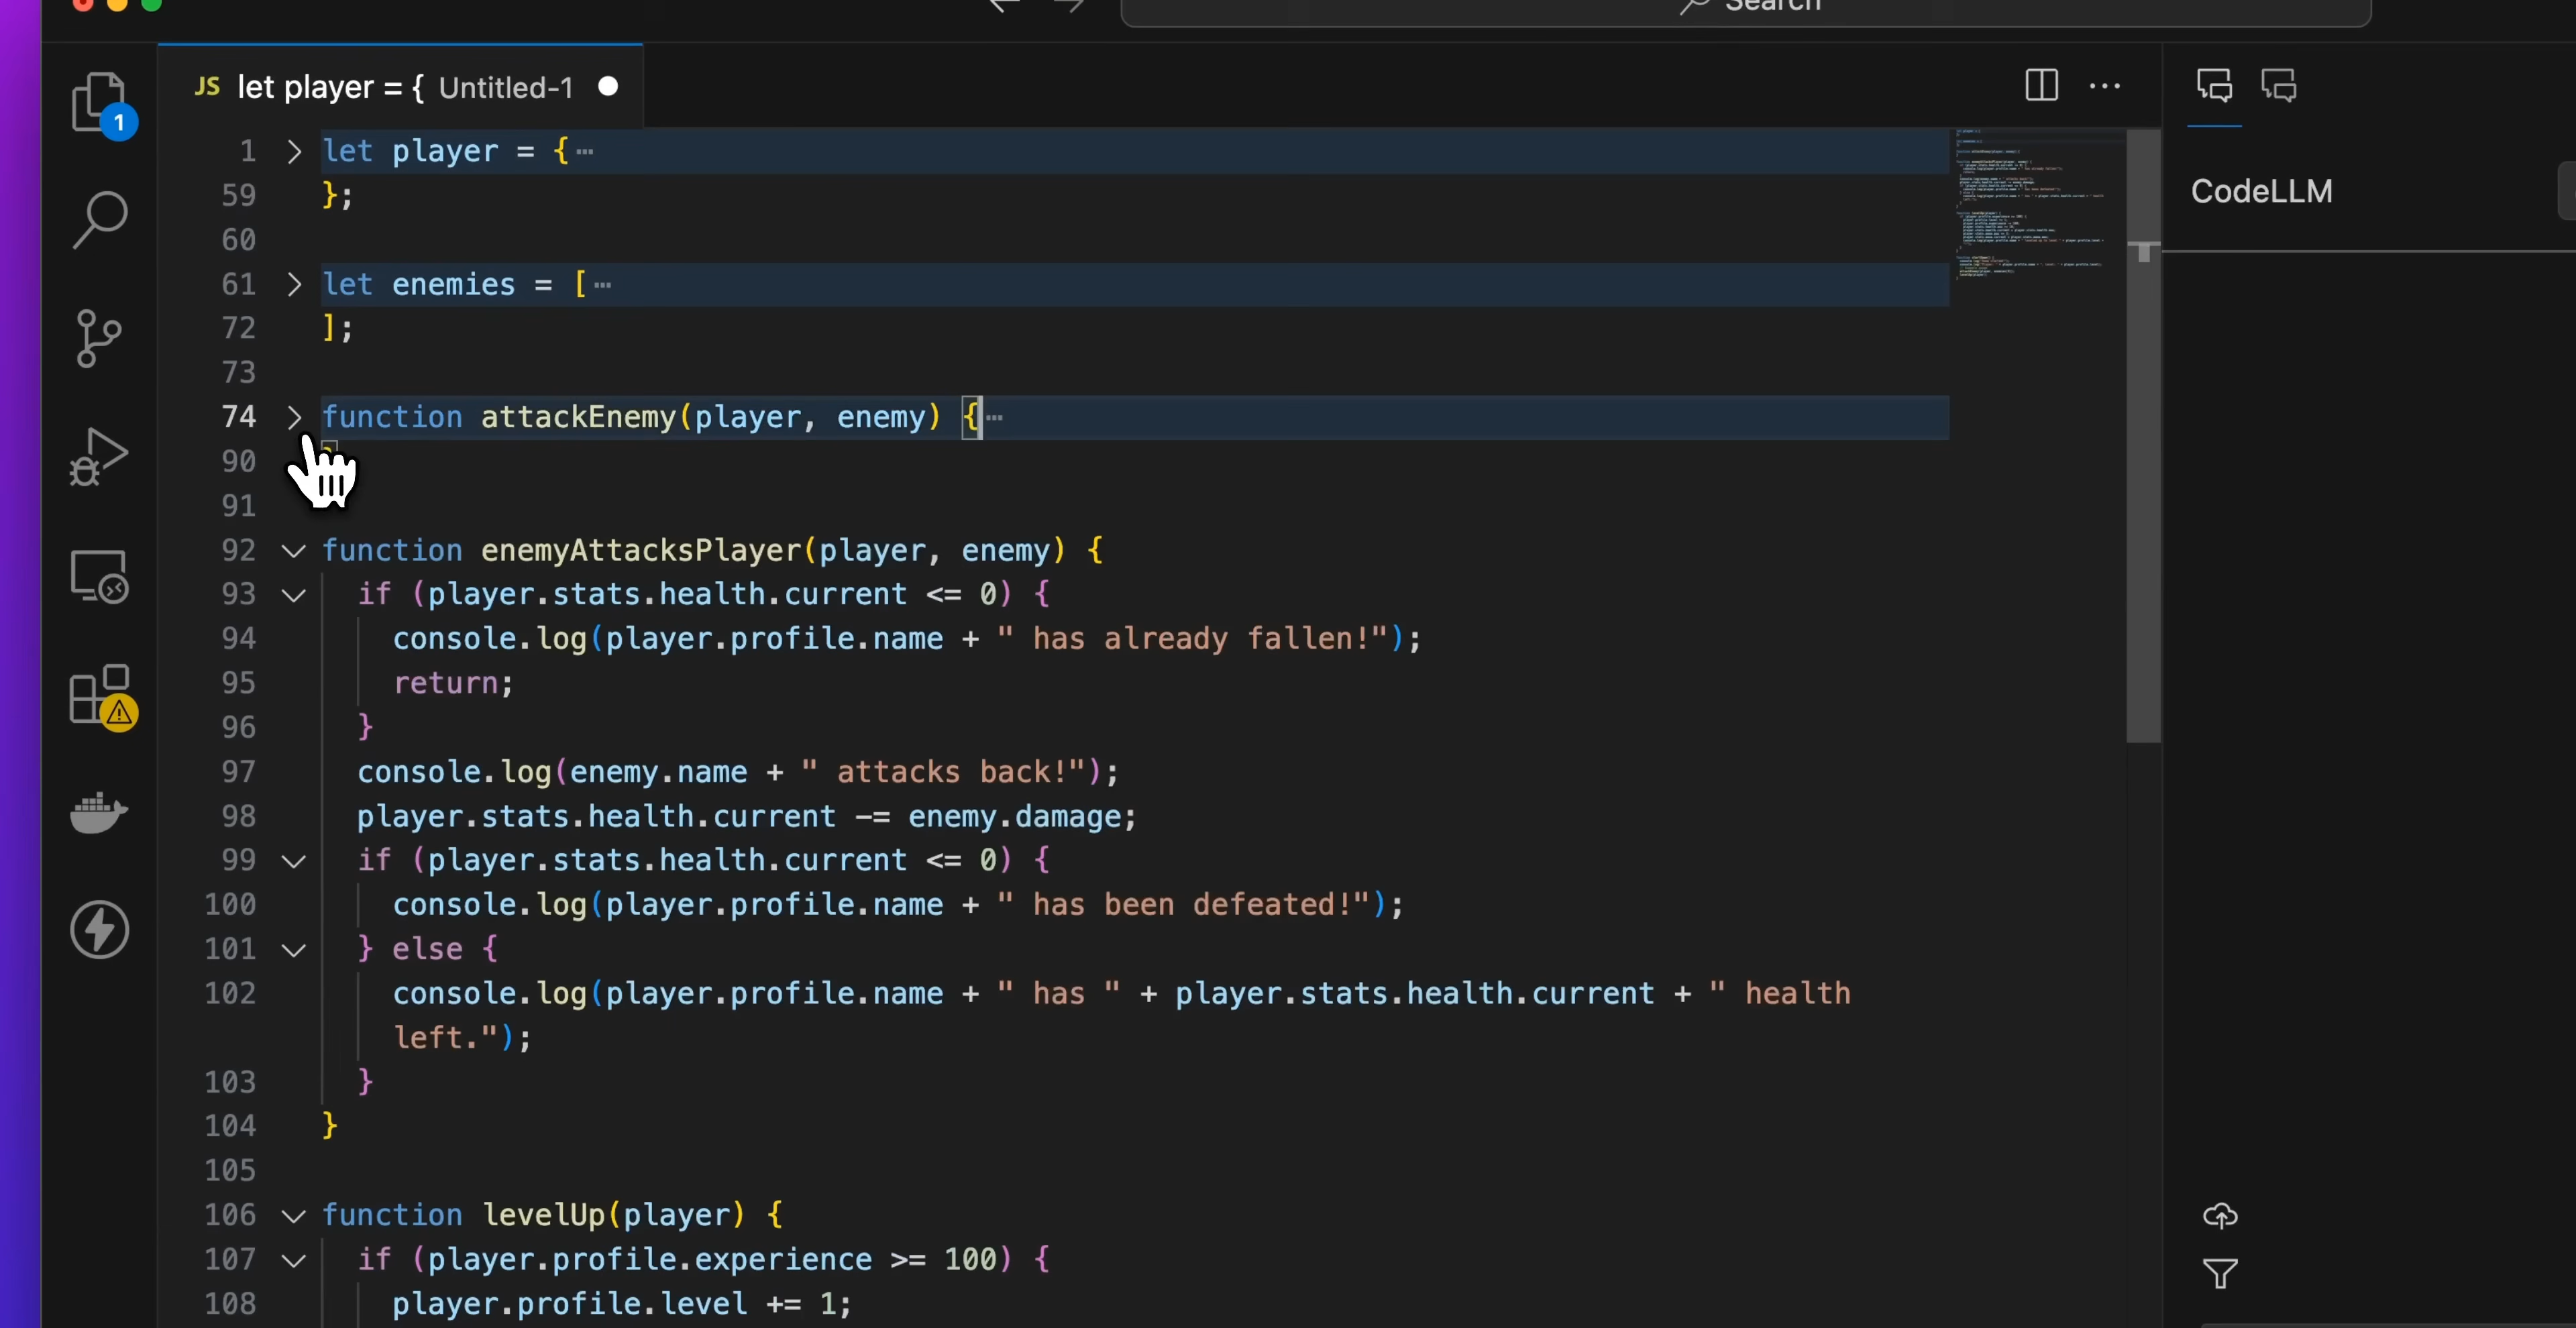 Search
JS let player = { Untitled-1
1
CodeLLM
1 let player = {
59 };
60
61 let enemies = [
72 ];
73
74 function attackEnemy(player, enemy) {
90
91
92 function enemyAttacksPlayer(player, enemy) {
93 if (player.stats.health.current <= 0) {
94 console.log(player.profile.name + " has already fallen!");
95 return;
96 }
97 console.log(enemy.name + " attacks back!");
98 player.stats.health.current -= enemy.damage;
99 if (player.stats.health.current <= 0) {
100 console.log(player.profile.name + " has been defeated!");
101 } else {
102 console.log(player.profile.name + " has " + player.stats.health.current + " health
left.");
103 }
104 }
105
106 function levelUp(player) {
107 if (player.profile.experience >= 100) {
108 player.profile.level += 1;